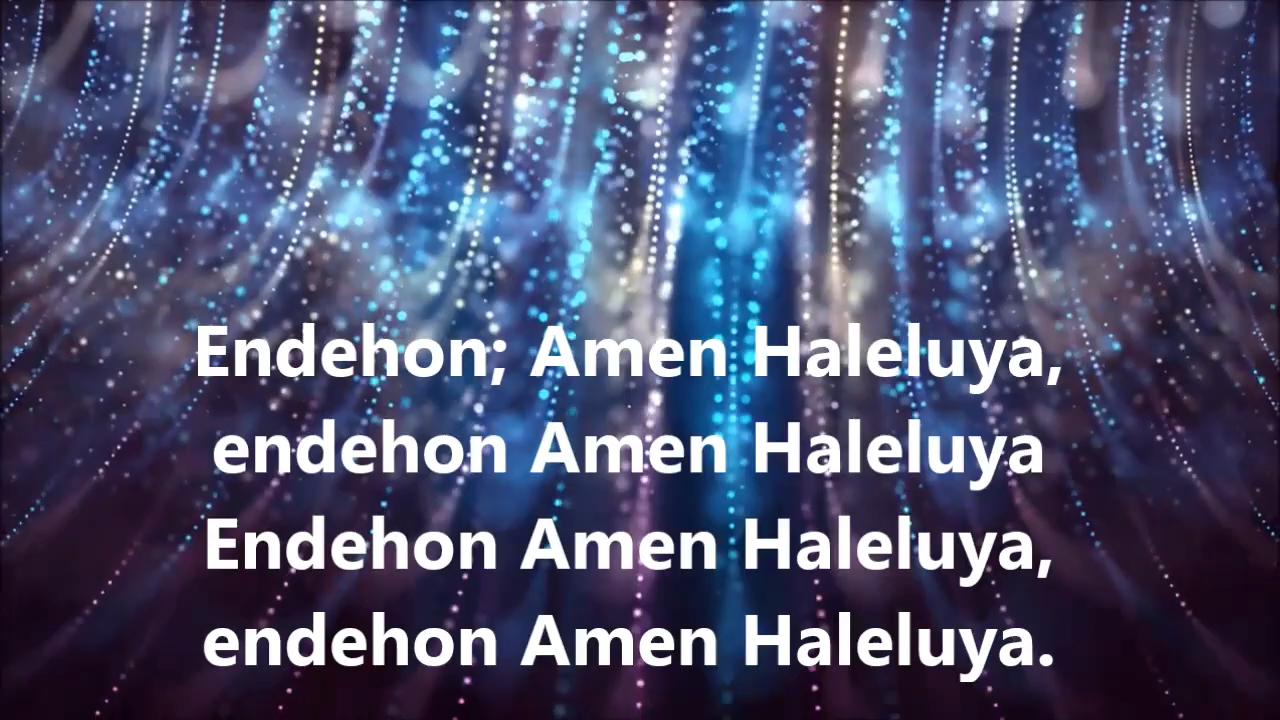 Endehon; Amen Haleluya,
endehon Amen Haleluya
Endehon Amen Haleluya,
endehon Amen Haleluya.